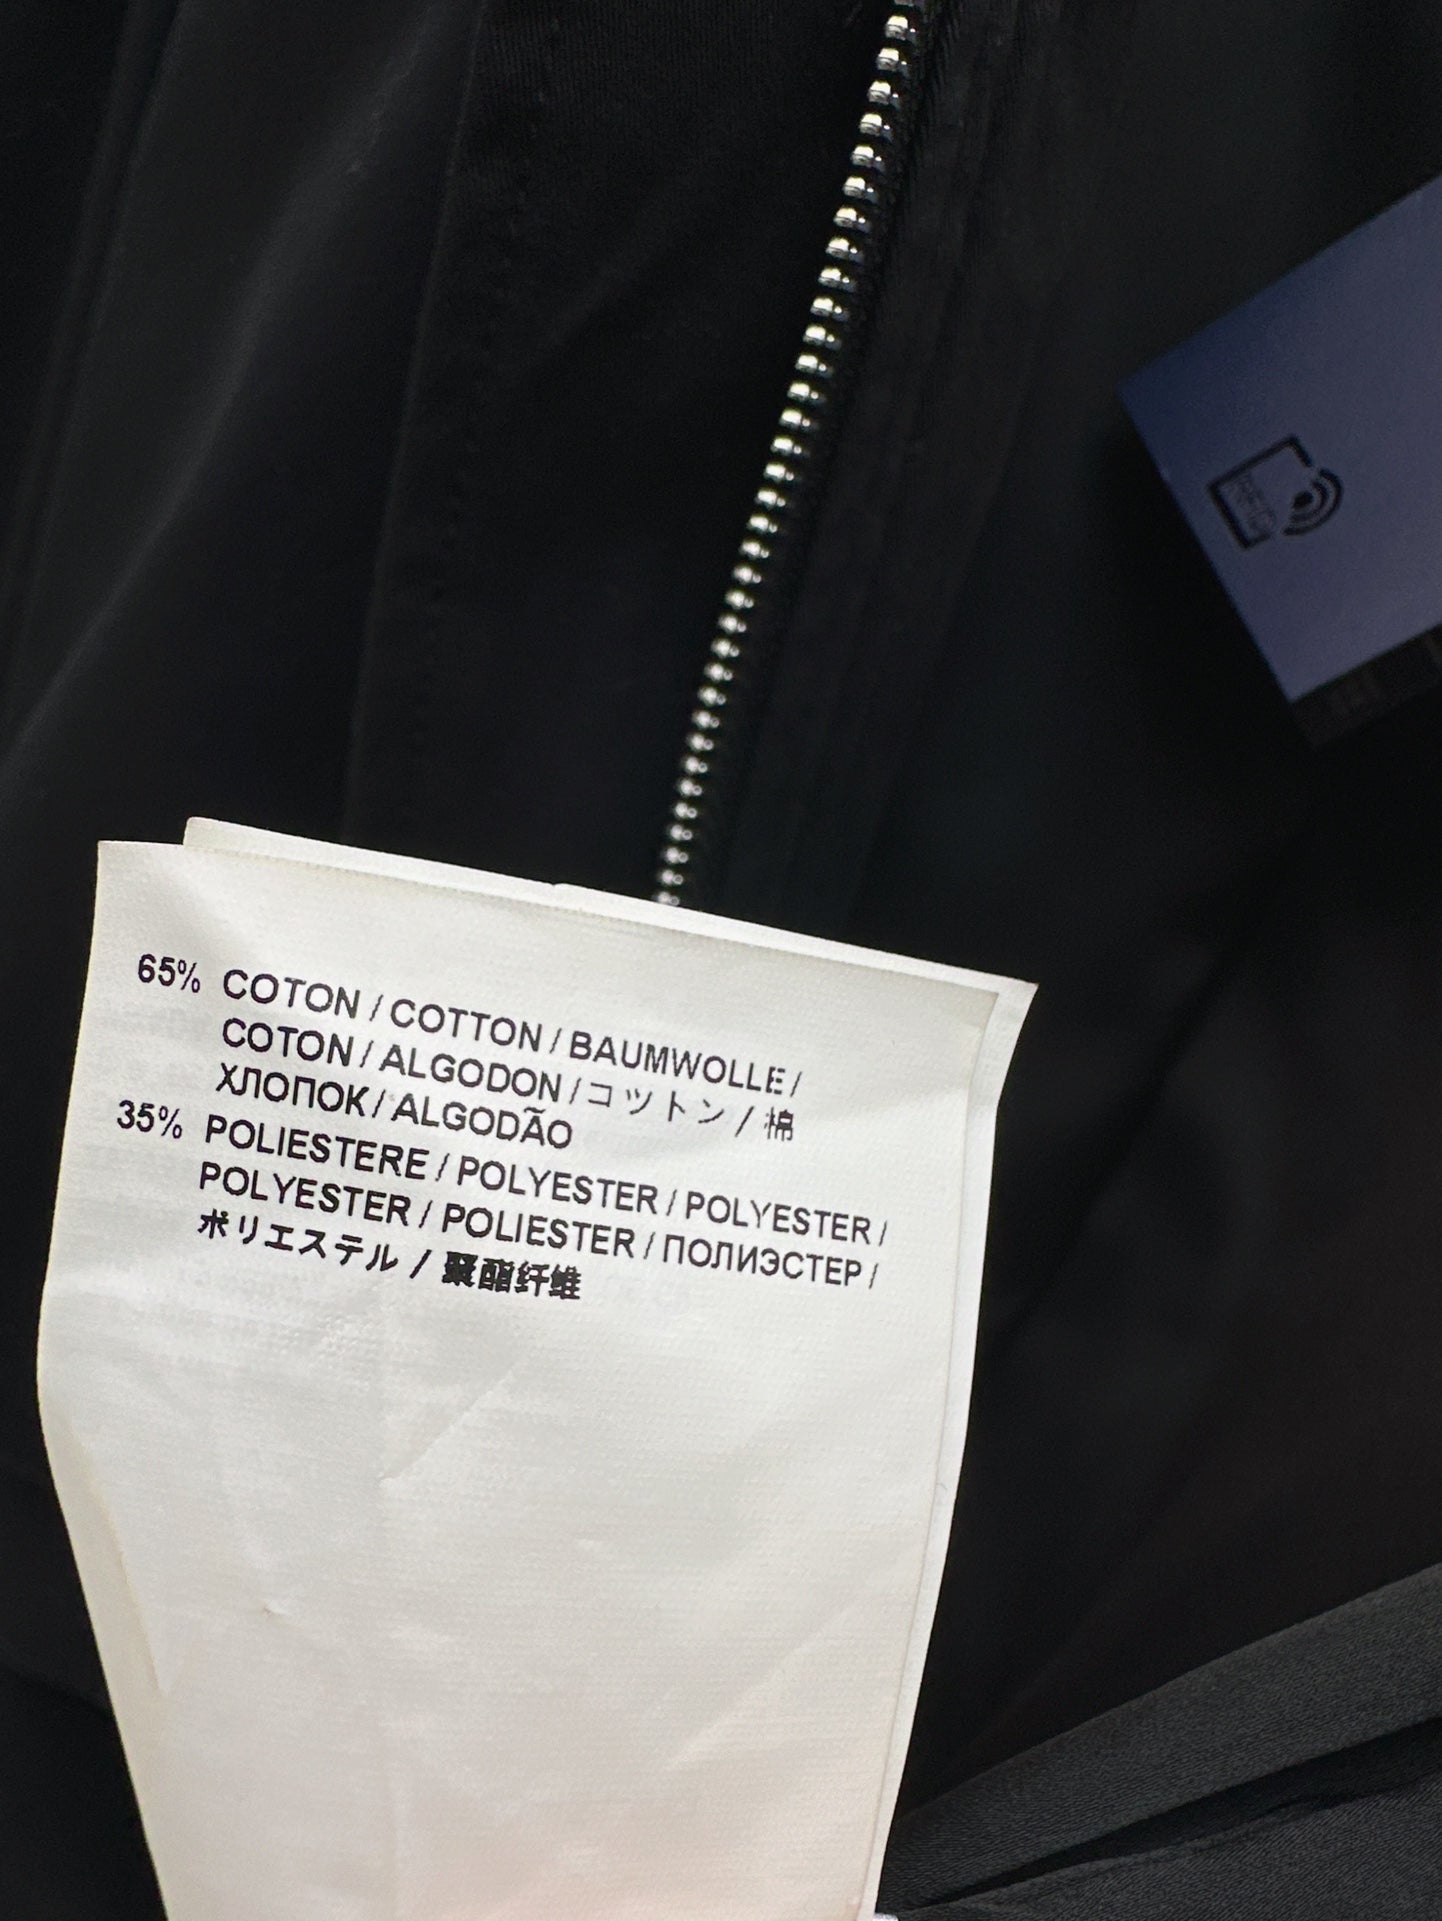 RFID
65% COTON / COTTON / BAUMWOLLE /
COTON / ALGODON / コットン / 棉
ХЛОПОК / ALGODÃO
35% POLIESTERE / POLYESTER / POLYESTER /
POLYESTER / POLIESTER / ПОЛИЭСТЕР /
ポリエステル / 聚酯纤维